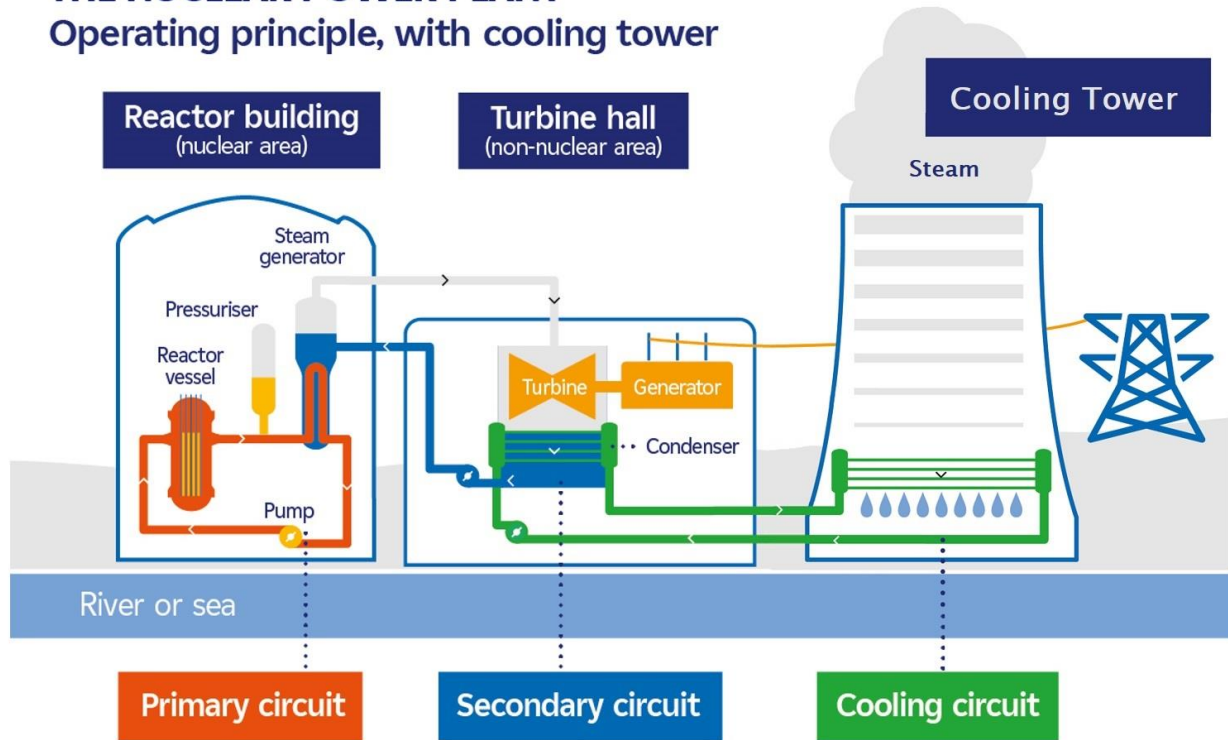 Operating principle, with cooling tower
Cooling Tower
Reactor building
(nuclear area)
Turbine hall
(non-nuclear area)
Steam
Steam
generator
Pressuriser
Reactor
vessel
Turbine
Generator
Condenser
Pump
River or sea
Primary circuit
Secondary circuit
Cooling circuit